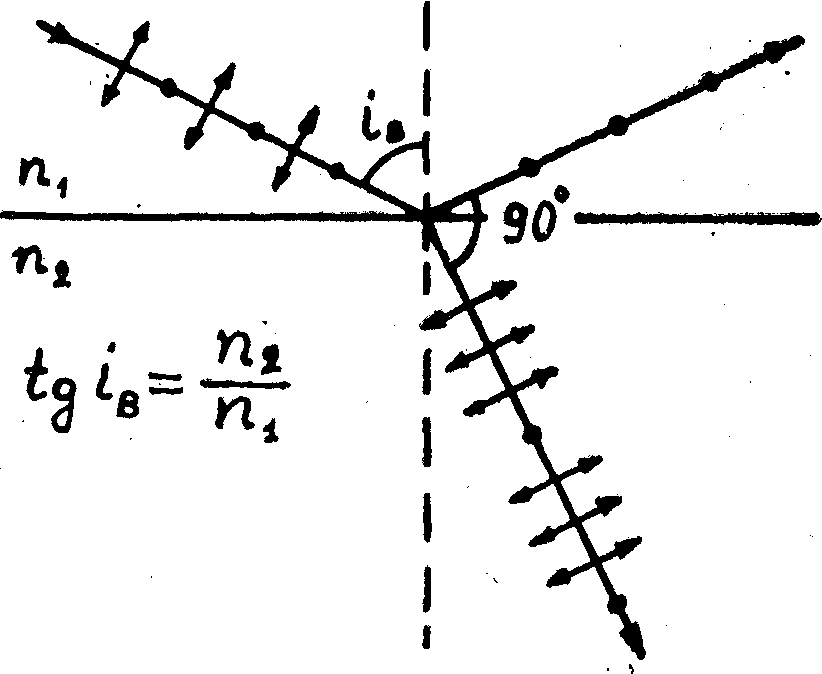 i_B
n_1
90°
n_2
tg i_B = n_2/n_1